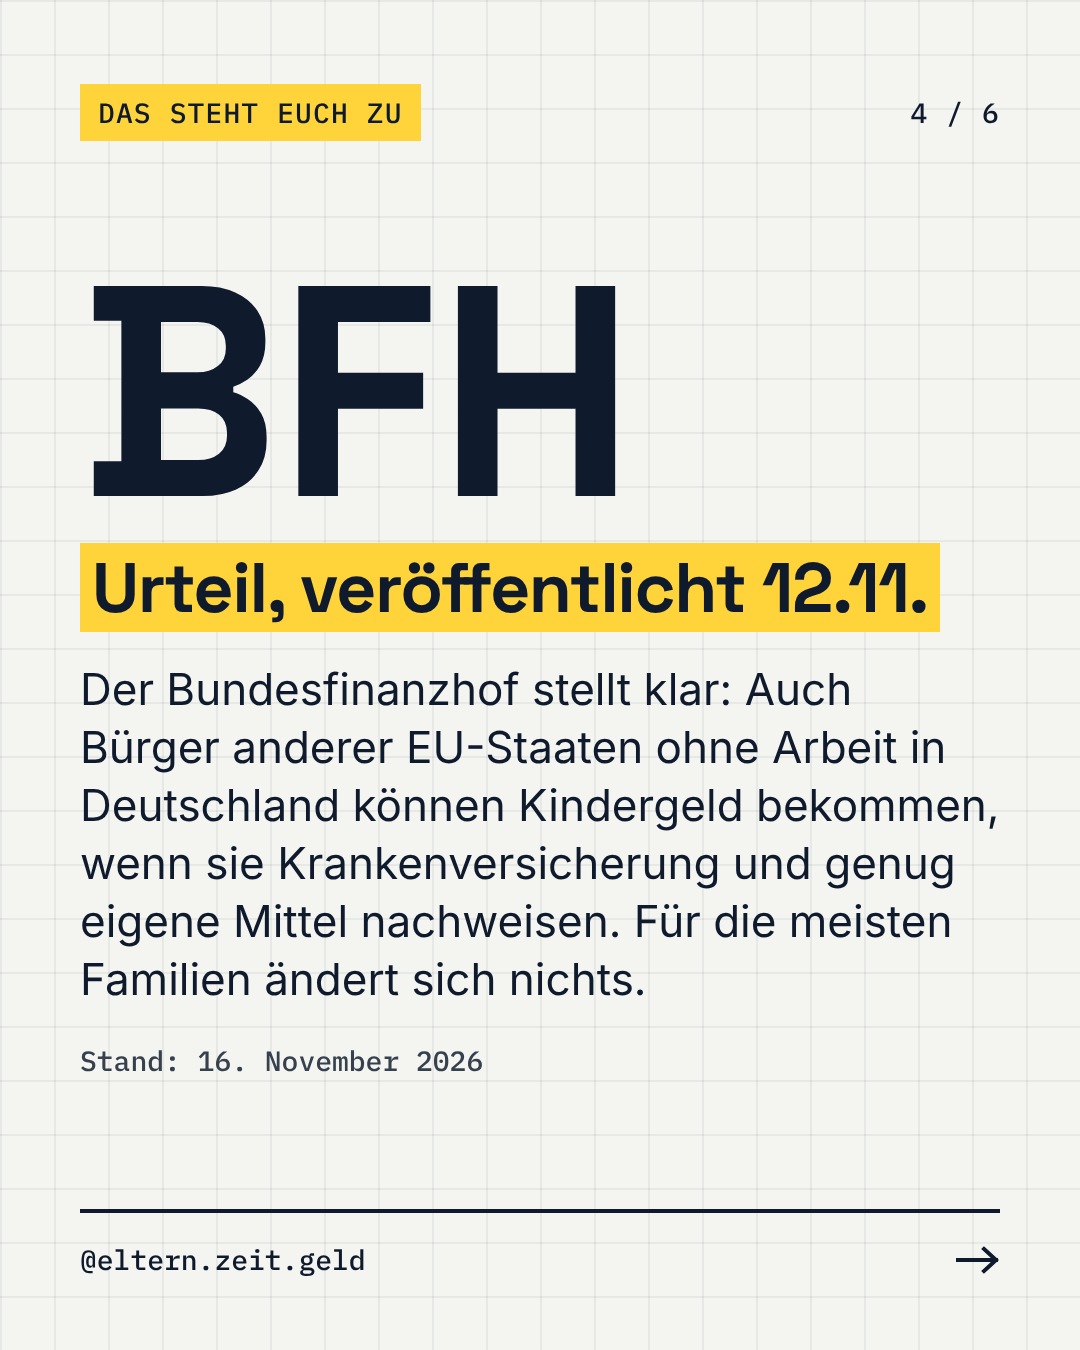 DAS STEHT EUCH ZU
4 / 6
BFH
Urteil, veröffentlicht 12.11.
Der Bundesfinanzhof stellt klar: Auch
Bürger anderer EU-Staaten ohne Arbeit in
Deutschland können Kindergeld bekommen,
wenn sie Krankenversicherung und genug
eigene Mittel nachweisen. Für die meisten
Familien ändert sich nichts.
Stand: 16. November 2026
@eltern.zeit.geld